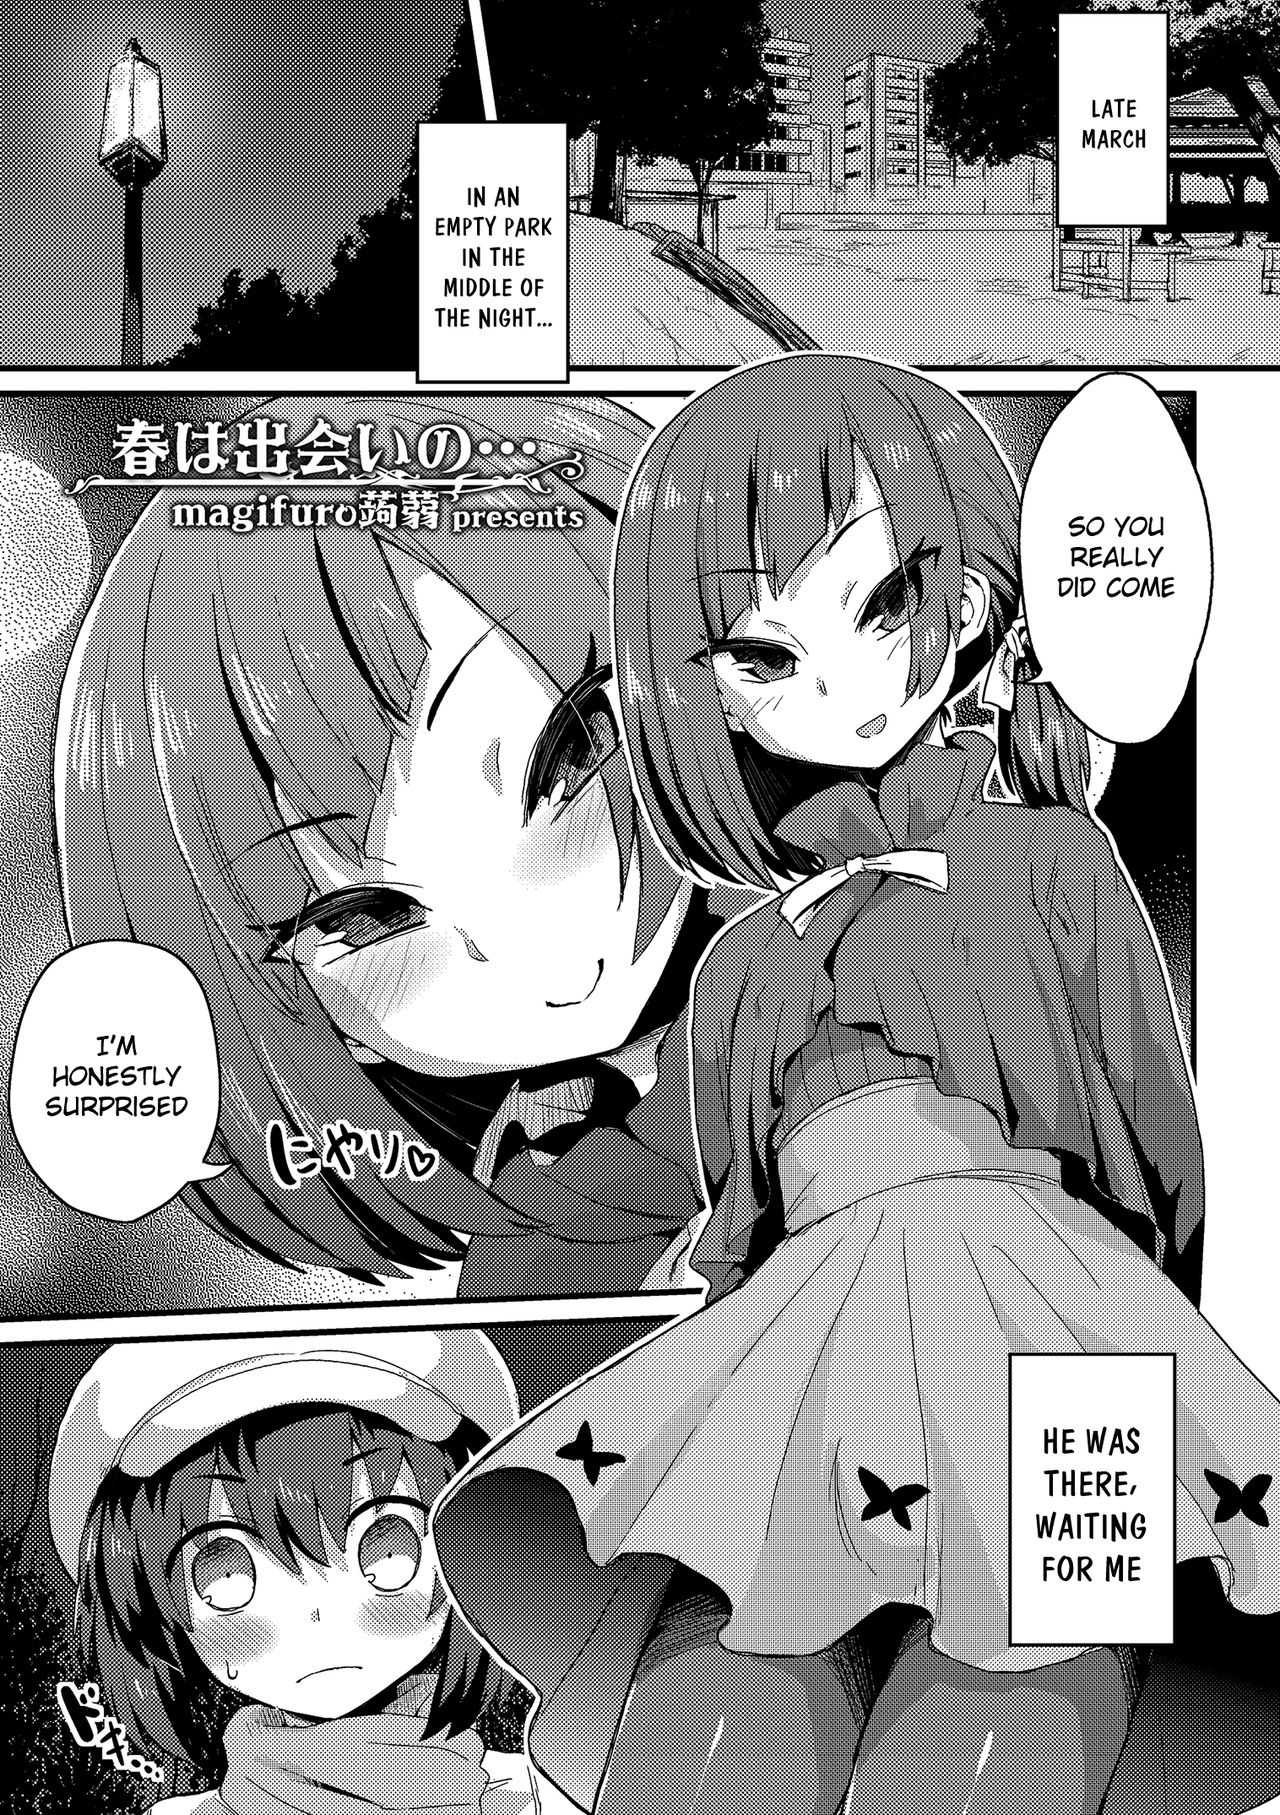 LATE
MARCH
IN AN
EMPTY PARK
IN THE
MIDDLE OF
THE NIGHT...
春は出会いの…
magifuro蒟蒻 presents
SO YOU
REALLY
DID COME
I'M
HONESTLY
SURPRISED
にやり♡
HE WAS
THERE,
WAITING
FOR ME
ドキ…